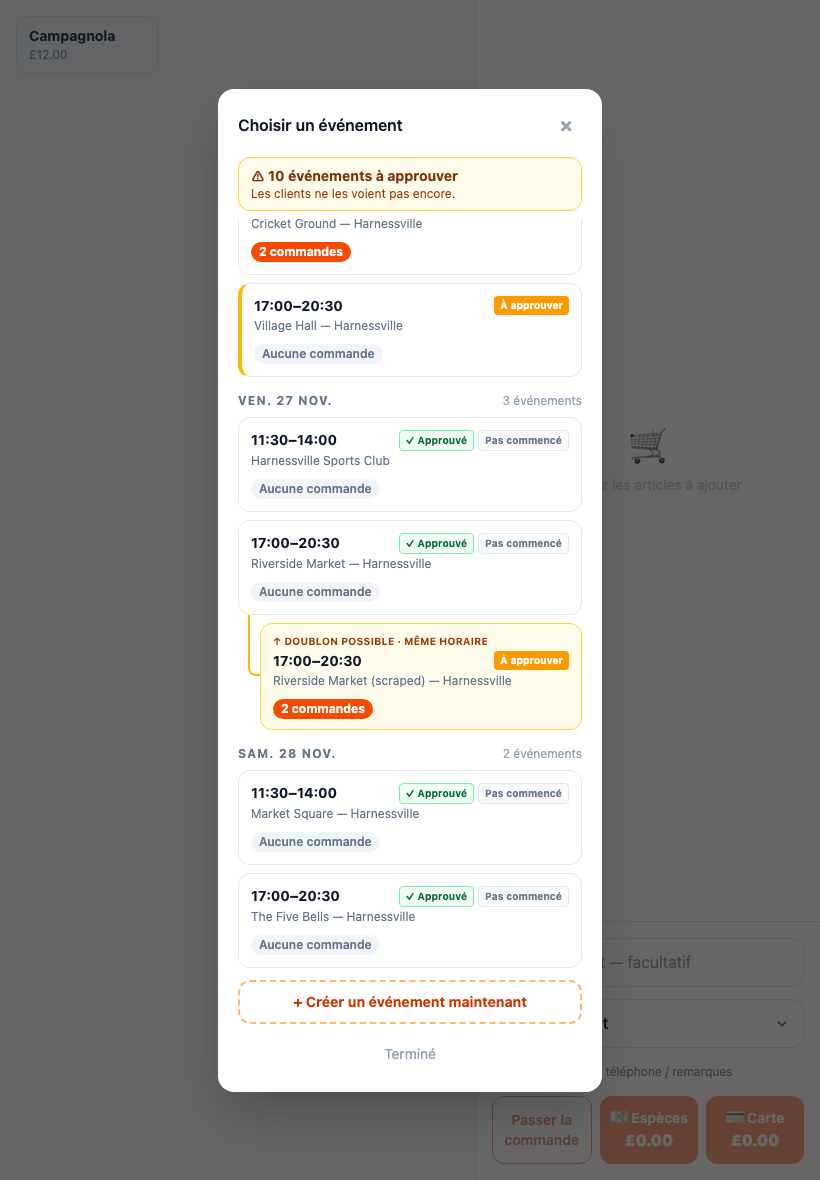 Campagnola
£12.00
Choisir un événement
×
⚠ 10 événements à approuver
Les clients ne les voient pas encore.
Cricket Ground — Harnessville
2 commandes
17:00–20:30
À approuver
Village Hall — Harnessville
Aucune commande
VEN. 27 NOV.
3 événements
11:30–14:00
✓ Approuvé
Pas commencé
Harnessville Sports Club
Aucune commande
17:00–20:30
✓ Approuvé
Pas commencé
Riverside Market — Harnessville
Aucune commande
↑ DOUBLON POSSIBLE · MÊME HORAIRE
17:00–20:30
À approuver
Riverside Market (scraped) — Harnessville
2 commandes
SAM. 28 NOV.
2 événements
11:30–14:00
✓ Approuvé
Pas commencé
Market Square — Harnessville
Aucune commande
17:00–20:30
✓ Approuvé
Pas commencé
The Five Bells — Harnessville
Aucune commande
+ Créer un événement maintenant
Terminé
les articles à ajouter
— facultatif
téléphone / remarques
Passer la
commande
Espèces
£0.00
Carte
£0.00